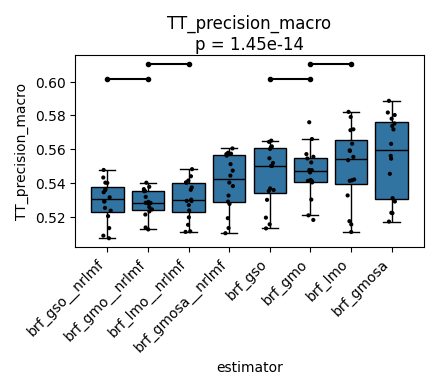 TT_precision_macro
p = 1.45e-14
TT_precision_macro
0.60
0.58
0.56
0.54
0.52
brf_gso__nrlmf
brf_gmo__nrlmf
brf_lmo__nrlmf
brf_gmosa__nrlmf
brf_gso
brf_gmo
brf_lmo
brf_gmosa
estimator